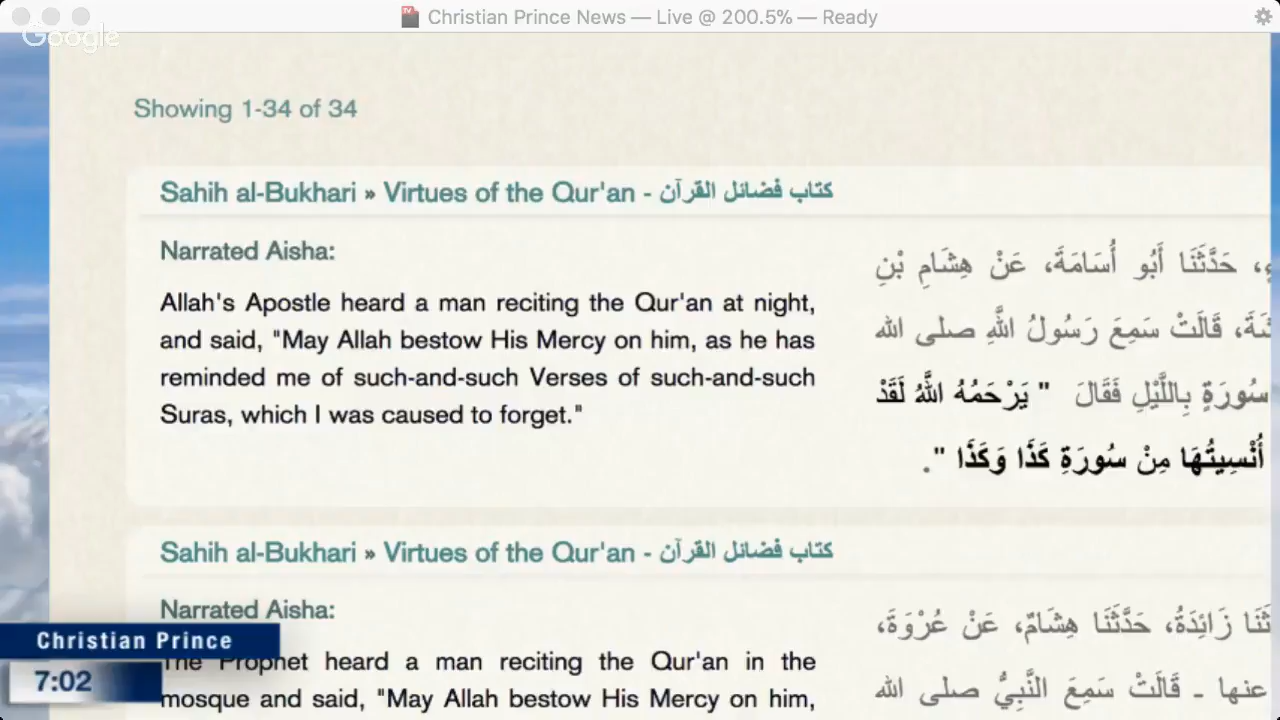 Christian Prince News — Live @ 200.5% — Ready
Google
Showing 1-34 of 34
Sahih al-Bukhari » Virtues of the Qur'an - كتاب فضائل القرآن
Narrated Aisha:
Allah's Apostle heard a man reciting the Qur'an at night,
and said, "May Allah bestow His Mercy on him, as he has
reminded me of such-and-such Verses of such-and-such
Suras, which I was caused to forget."
، حَدَّثَنَا أَبُو أُسَامَةَ، عَنْ هِشَامِ بْنِ
قَالَتْ سَمِعَ رَسُولُ اللَّهِ صلى الله
سُورَةٍ بِاللَّيْلِ فَقَالَ " يَرْحَمُهُ اللَّهُ لَقَدْ
أُنْسِيتُهَا مِنْ سُورَةِ كَذَا وَكَذَا ".
Sahih al-Bukhari » Virtues of the Qur'an - كتاب فضائل القرآن
Narrated Aisha:
The Prophet heard a man reciting the Qur'an in the
mosque and said, "May Allah bestow His Mercy on him,
زَائِدَةُ، حَدَّثَنَا هِشَامٌ، عَنْ عُرْوَةَ،
عنها ـ قَالَتْ سَمِعَ النَّبِيُّ صلى الله
Christian Prince
7:02